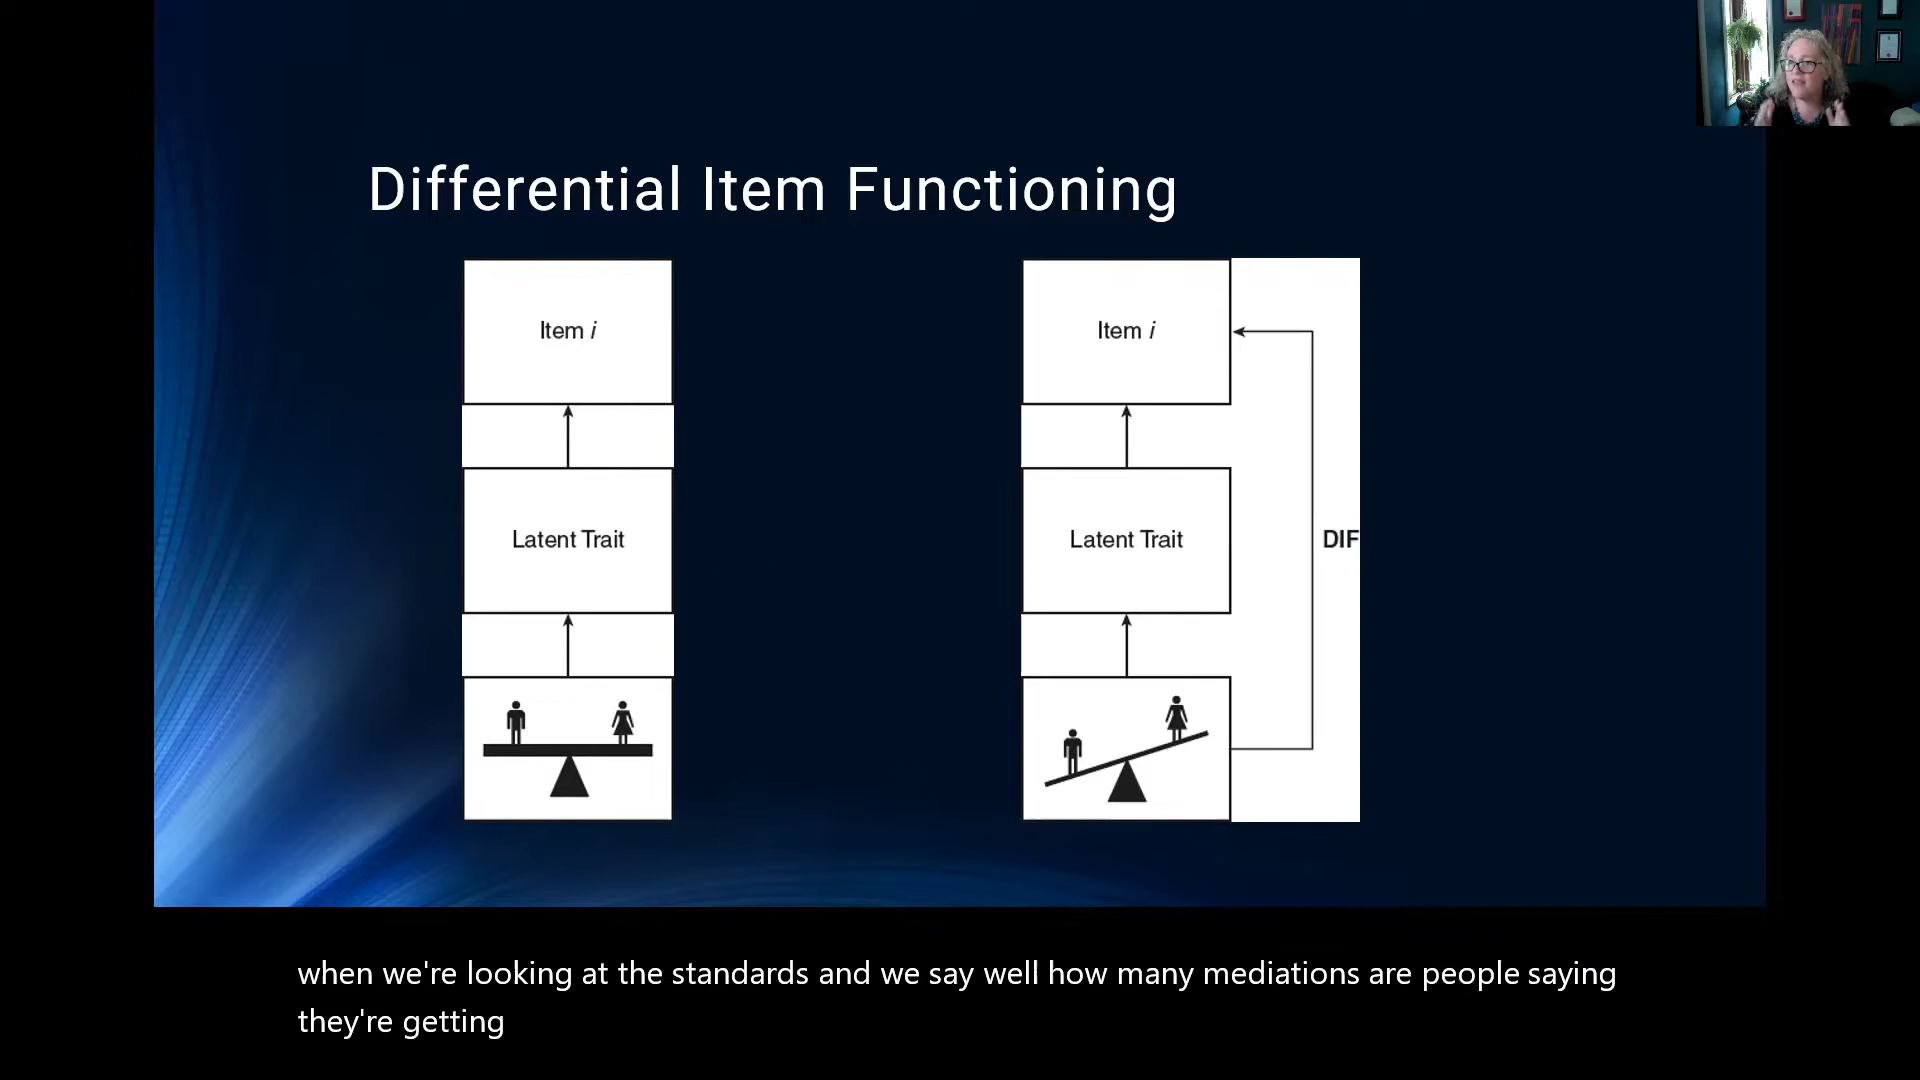 Differential Item Functioning
Item i
Item i
Latent Trait
Latent Trait
DIF
when we're looking at the standards and we say well how many mediations are people saying
they're getting